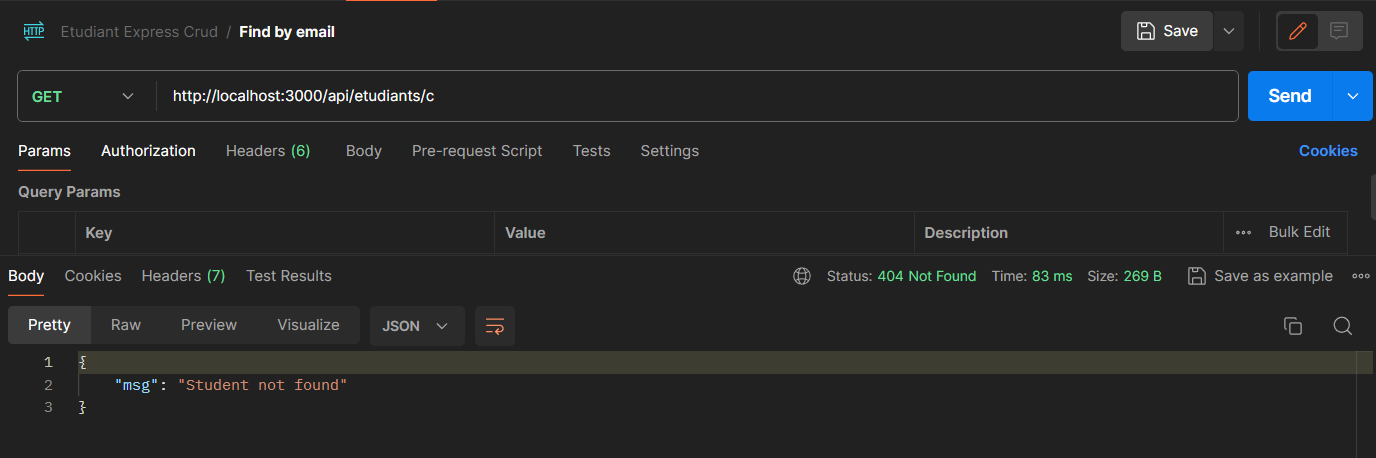 HTTP Etudiant Express Crud / Find by email Save
GET http://localhost:3000/api/etudiants/c Send
Params Authorization Headers (6) Body Pre-request Script Tests Settings Cookies
Query Params
Key Value Description Bulk Edit
Body Cookies Headers (7) Test Results Status: 404 Not Found Time: 83 ms Size: 269 B Save as example
Pretty Raw Preview Visualize JSON
1 {
2 "msg": "Student not found"
3 }